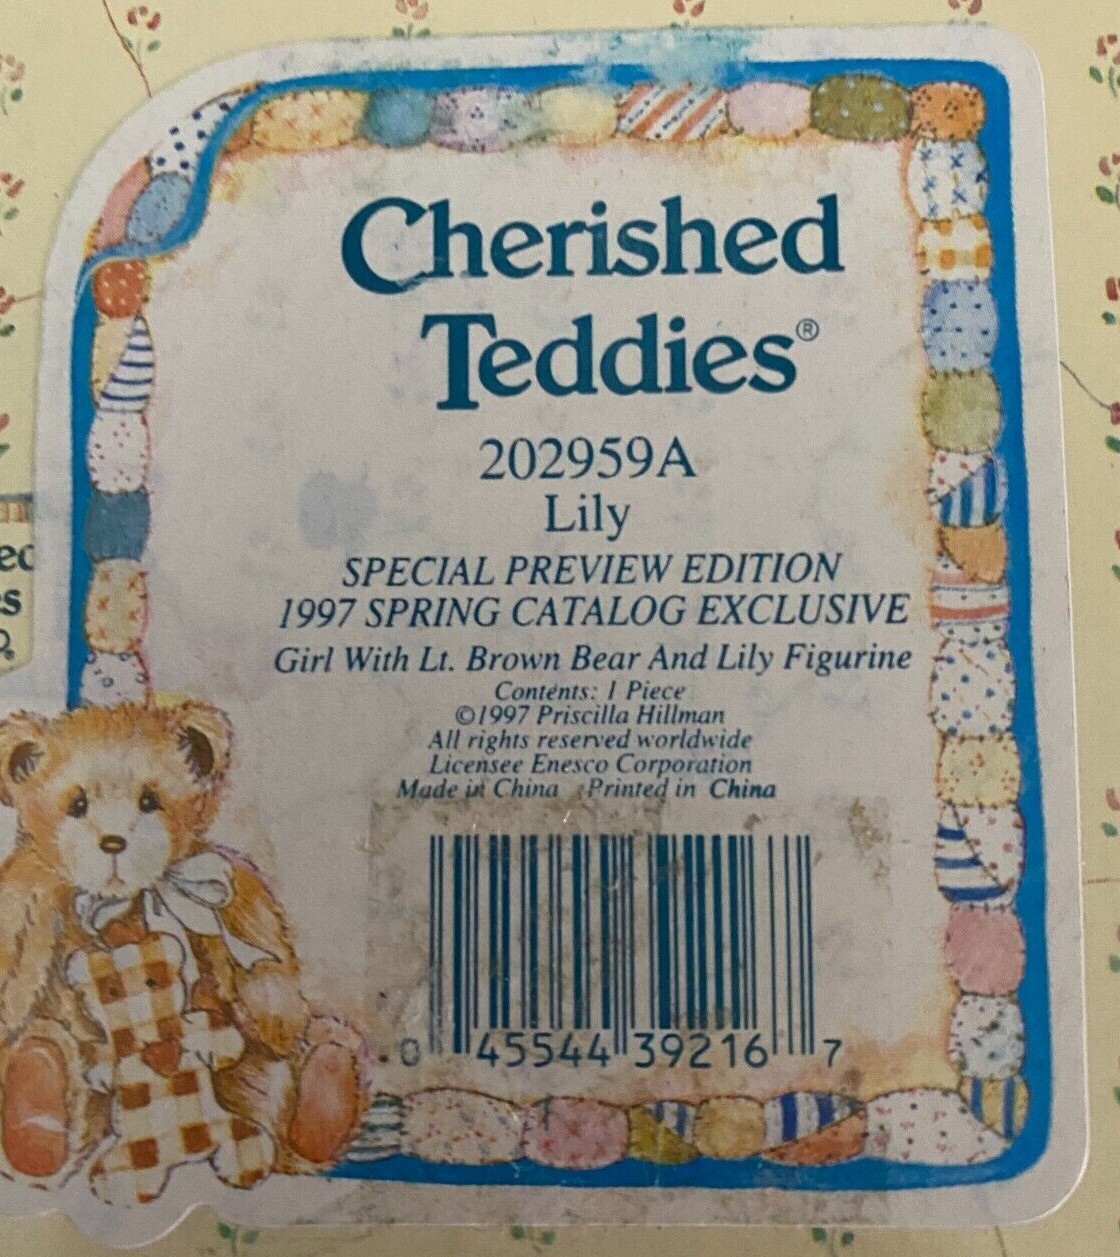 Cherished
Teddies®
202959A
Lily
SPECIAL PREVIEW EDITION
1997 SPRING CATALOG EXCLUSIVE
Girl With Lt. Brown Bear And Lily Figurine
Contents: 1 Piece
©1997 Priscilla Hillman
All rights reserved worldwide
Licensee Enesco Corporation
Made in China Printed in China
0 45544 39216 7